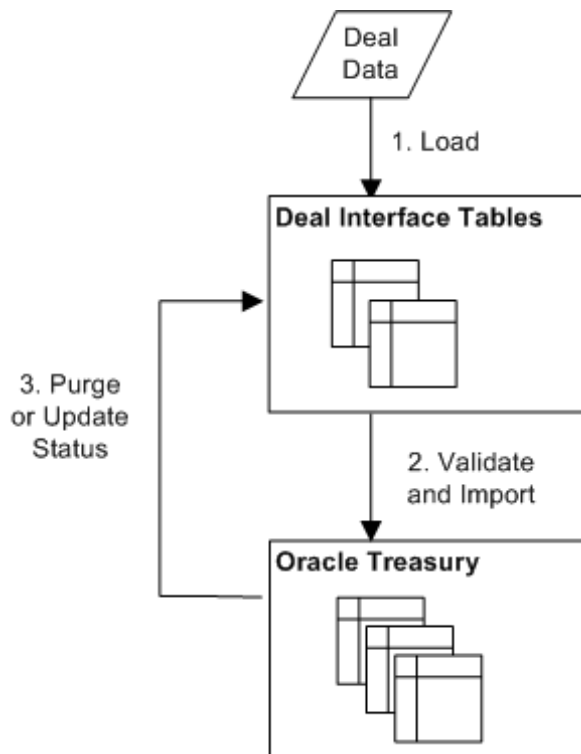 Deal
Data
1. Load
Deal Interface Tables
3. Purge
or Update
Status
2. Validate
and Import
Oracle Treasury